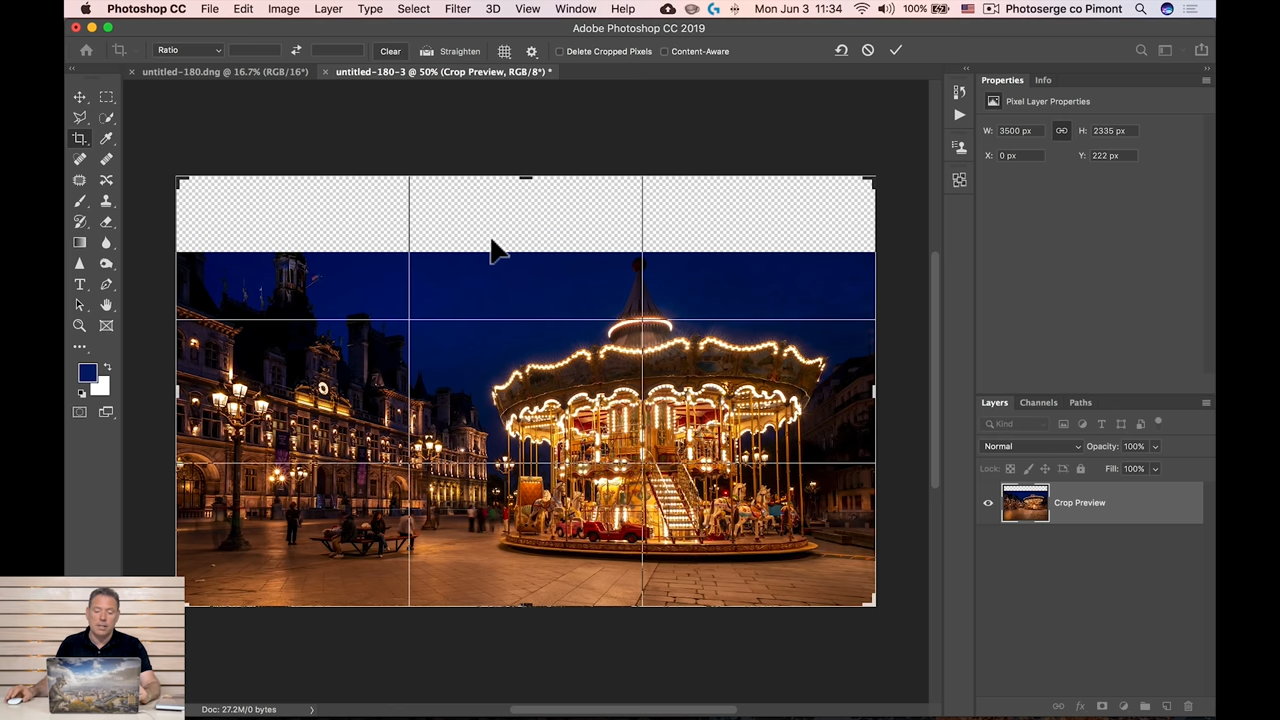 Photoshop CC File Edit Image Layer Type Select Filter 3D View Window Help 100% Mon Jun 3 11:34 Photoserge co Pimont
Adobe Photoshop CC 2019
Ratio Clear Straighten Delete Cropped Pixels Content-Aware
untitled-180.dng @ 16.7% (RGB/16*) untitled-180-3 @ 50% (Crop Preview, RGB/8*) *
Properties Info
Pixel Layer Properties
W: 3500 px H: 2335 px
X: 0 px Y: 222 px
Layers Channels Paths
Kind
Normal Opacity: 100%
Lock: Fill: 100%
Crop Preview
Doc: 27.2M/0 bytes